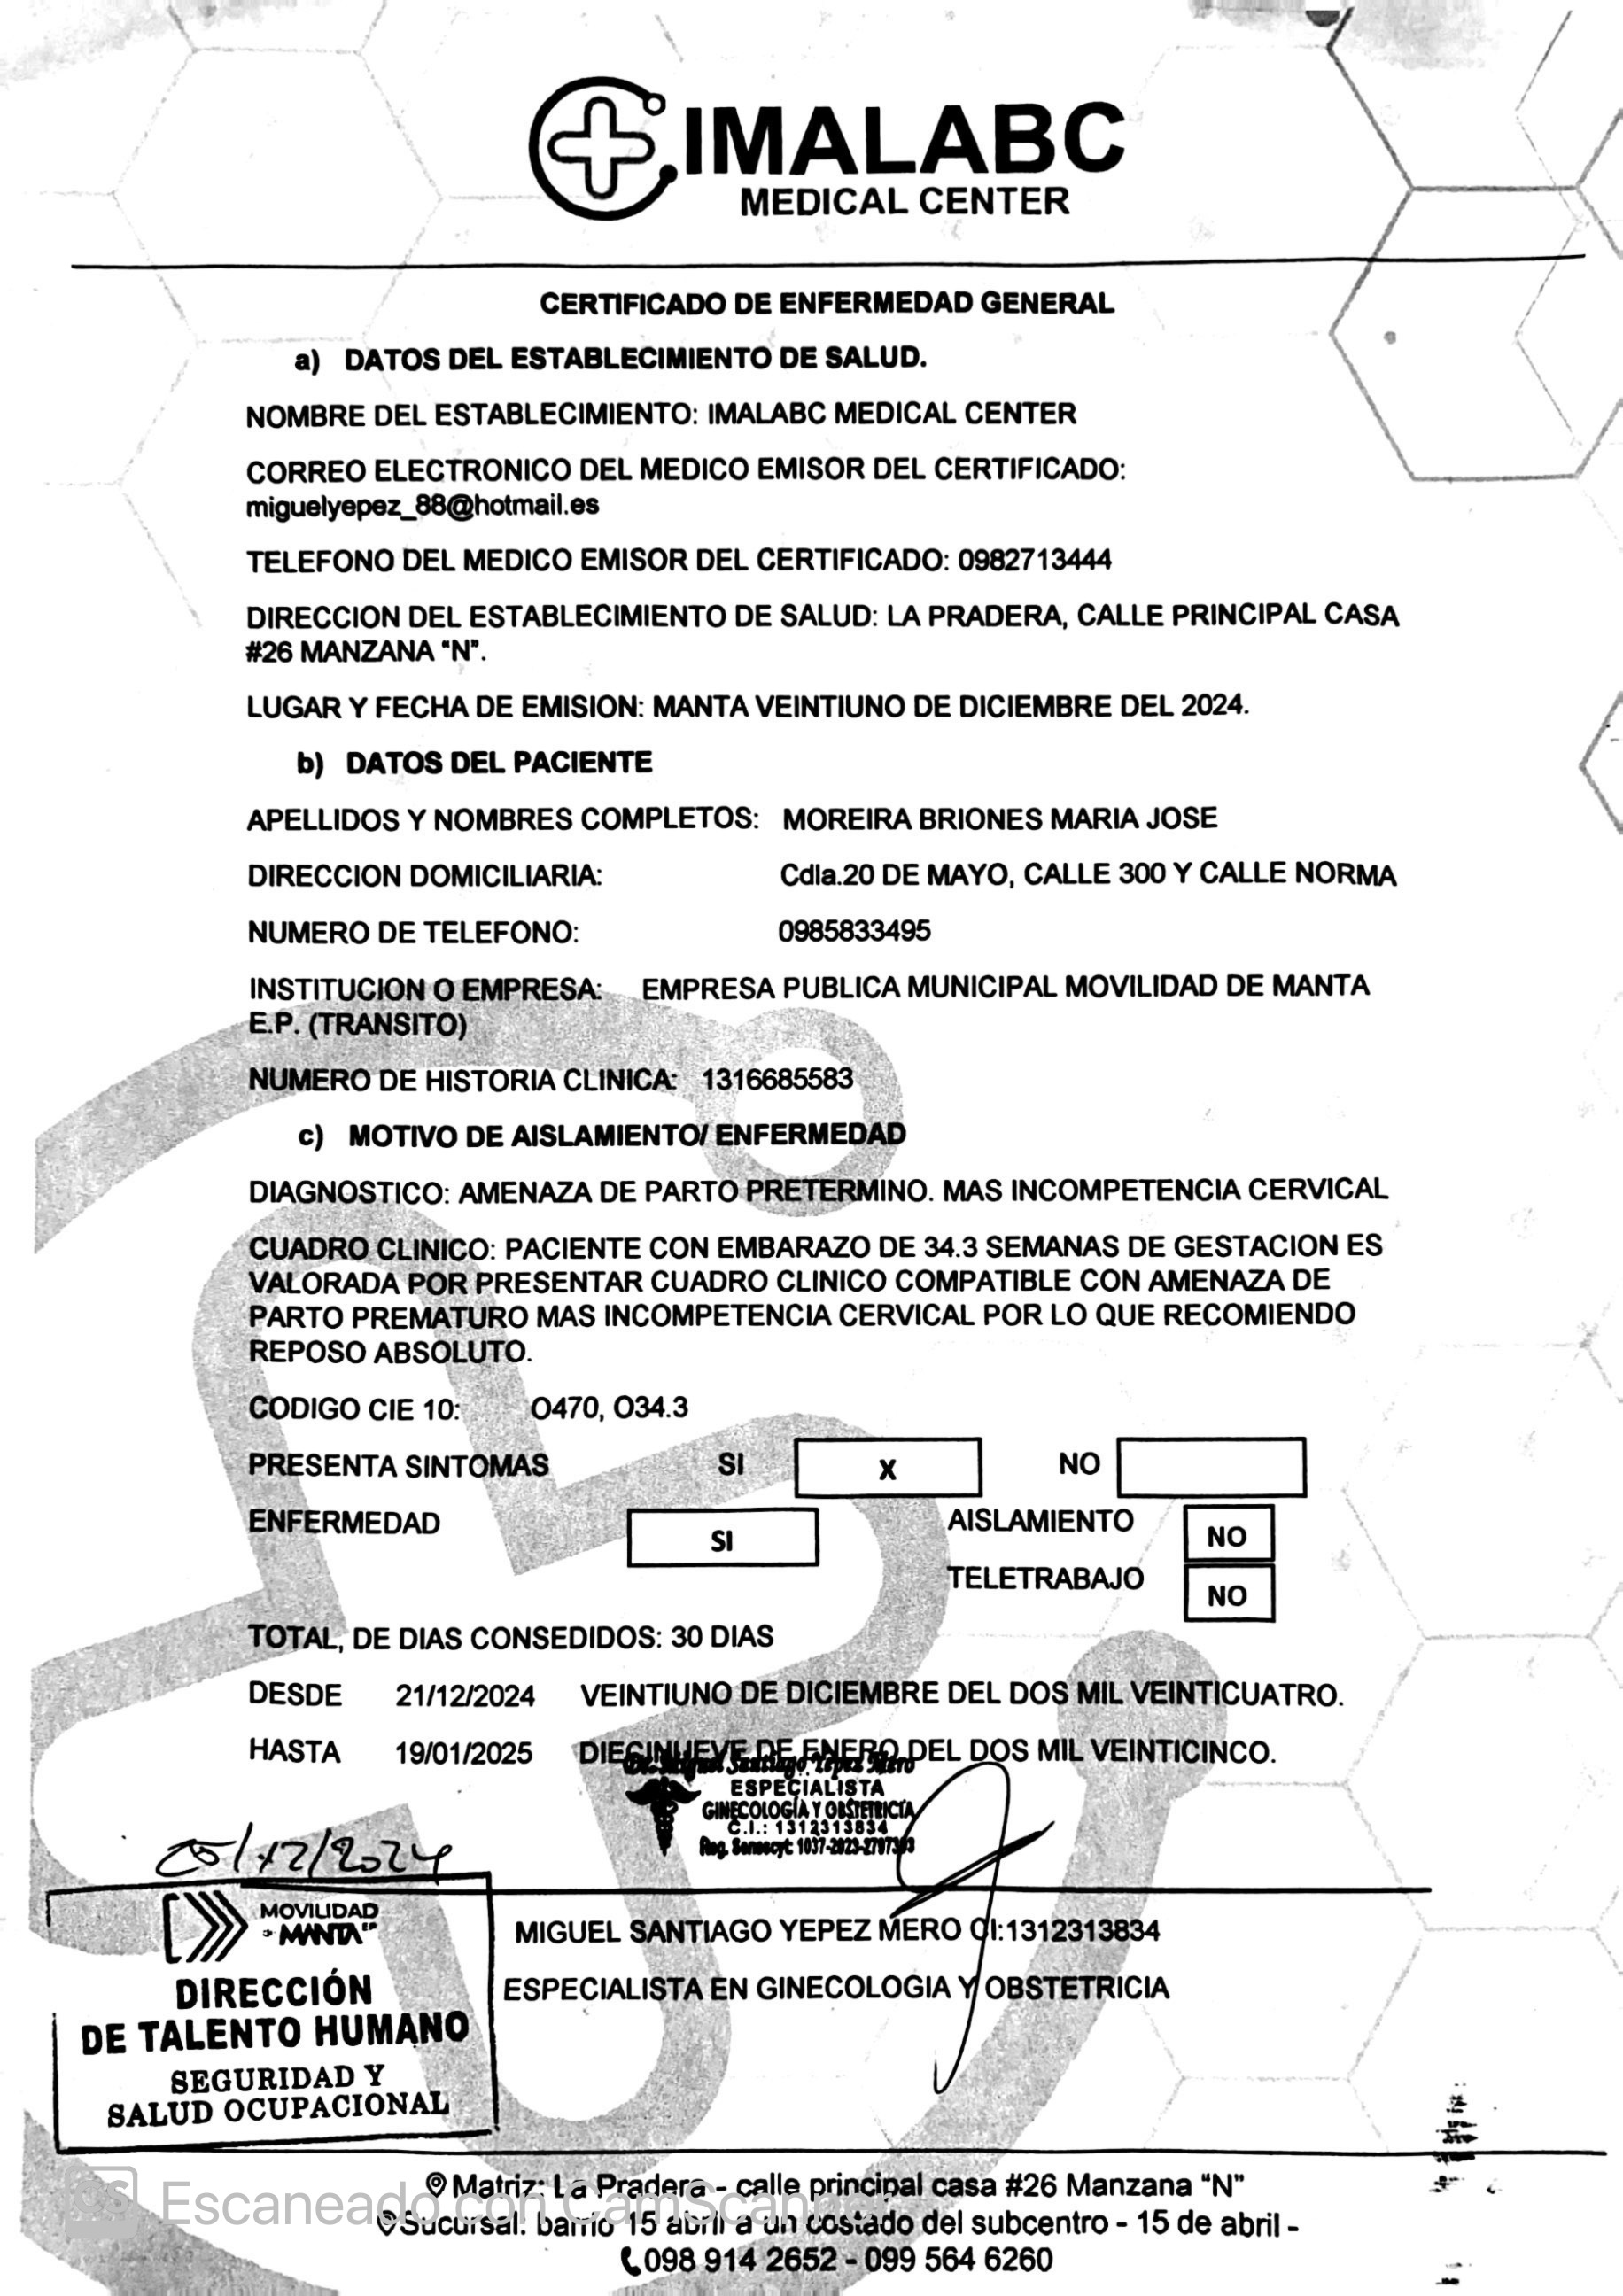 IMALABC
MEDICAL CENTER
CERTIFICADO DE ENFERMEDAD GENERAL
a) DATOS DEL ESTABLECIMIENTO DE SALUD.
NOMBRE DEL ESTABLECIMIENTO: IMALABC MEDICAL CENTER
CORREO ELECTRONICO DEL MEDICO EMISOR DEL CERTIFICADO:
miguelyepez_88@hotmail.es
TELEFONO DEL MEDICO EMISOR DEL CERTIFICADO: 0982713444
DIRECCION DEL ESTABLECIMIENTO DE SALUD: LA PRADERA, CALLE PRINCIPAL CASA
#26 MANZANA "N".
LUGAR Y FECHA DE EMISION: MANTA VEINTIUNO DE DICIEMBRE DEL 2024.
b) DATOS DEL PACIENTE
APELLIDOS Y NOMBRES COMPLETOS: MOREIRA BRIONES MARIA JOSE
DIRECCION DOMICILIARIA: Cdla.20 DE MAYO, CALLE 300 Y CALLE NORMA
NUMERO DE TELEFONO: 0985833495
INSTITUCION O EMPRESA: EMPRESA PUBLICA MUNICIPAL MOVILIDAD DE MANTA
E.P. (TRANSITO)
NUMERO DE HISTORIA CLINICA: 1316685583
c) MOTIVO DE AISLAMIENTO/ ENFERMEDAD
DIAGNOSTICO: AMENAZA DE PARTO PRETERMINO. MAS INCOMPETENCIA CERVICAL
CUADRO CLINICO: PACIENTE CON EMBARAZO DE 34.3 SEMANAS DE GESTACION ES
VALORADA POR PRESENTAR CUADRO CLINICO COMPATIBLE CON AMENAZA DE
PARTO PREMATURO MAS INCOMPETENCIA CERVICAL POR LO QUE RECOMIENDO
REPOSO ABSOLUTO.
CODIGO CIE 10: O470, O34.3
PRESENTA SINTOMAS SI X NO
ENFERMEDAD SI AISLAMIENTO NO
TELETRABAJO NO
TOTAL, DE DIAS CONSEDIDOS: 30 DIAS
DESDE 21/12/2024 VEINTIUNO DE DICIEMBRE DEL DOS MIL VEINTICUATRO.
HASTA 19/01/2025 DIECINUEVE DE ENERO DEL DOS MIL VEINTICINCO.
Dr. Miguel Santiago Yepez Mero
ESPECIALISTA
GINECOLOGÍA Y OBSTETRICIA
C.I.: 1312313834
Reg. Senescyt: 1037-2023-
25/12/2024
MOVILIDAD
MANTA EP
DIRECCIÓN
DE TALENTO HUMANO
SEGURIDAD Y
SALUD OCUPACIONAL
MIGUEL SANTIAGO YEPEZ MERO CI:1312313834
ESPECIALISTA EN GINECOLOGIA Y OBSTETRICIA
Matriz: La Pradera - calle principal casa #26 Manzana "N"
CS Escaneado con CamScanner
Sucursal: barrio 15 abril a un costado del subcentro - 15 de abril -
098 914 2652 - 099 564 6260